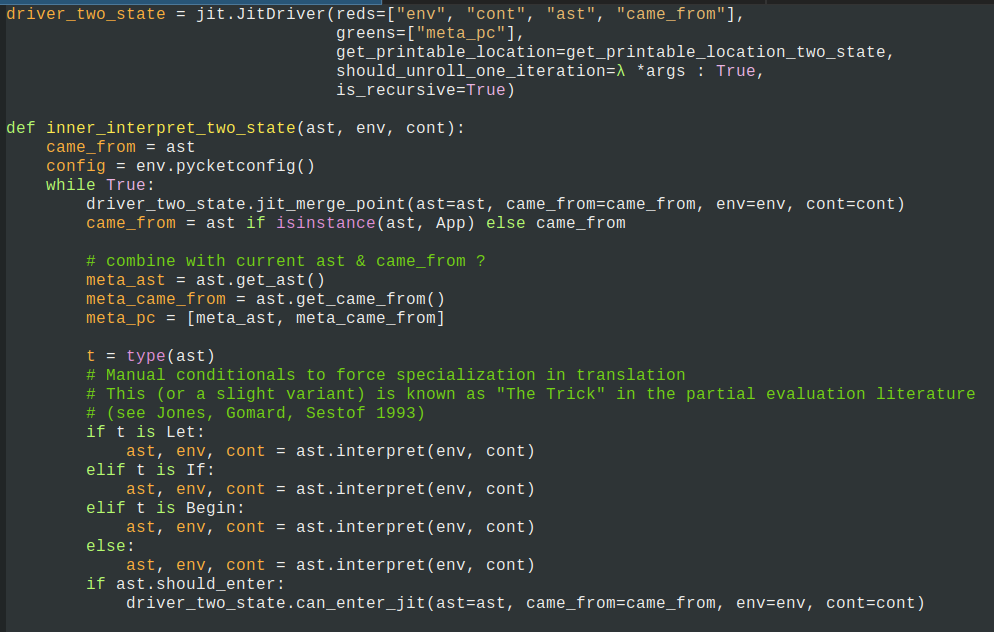 driver_two_state = jit.JitDriver(reds=["env", "cont", "ast", "came_from"],
                                 greens=["meta_pc"],
                                 get_printable_location=get_printable_location_two_state,
                                 should_unroll_one_iteration=λ *args : True,
                                 is_recursive=True)

def inner_interpret_two_state(ast, env, cont):
    came_from = ast
    config = env.pycketconfig()
    while True:
        driver_two_state.jit_merge_point(ast=ast, came_from=came_from, env=env, cont=cont)
        came_from = ast if isinstance(ast, App) else came_from

        # combine with current ast & came_from ?
        meta_ast = ast.get_ast()
        meta_came_from = ast.get_came_from()
        meta_pc = [meta_ast, meta_came_from]

        t = type(ast)
        # Manual conditionals to force specialization in translation
        # This (or a slight variant) is known as "The Trick" in the partial evaluation literature
        # (see Jones, Gomard, Sestof 1993)
        if t is Let:
            ast, env, cont = ast.interpret(env, cont)
        elif t is If:
            ast, env, cont = ast.interpret(env, cont)
        elif t is Begin:
            ast, env, cont = ast.interpret(env, cont)
        else:
            ast, env, cont = ast.interpret(env, cont)
        if ast.should_enter:
            driver_two_state.can_enter_jit(ast=ast, came_from=came_from, env=env, cont=cont)